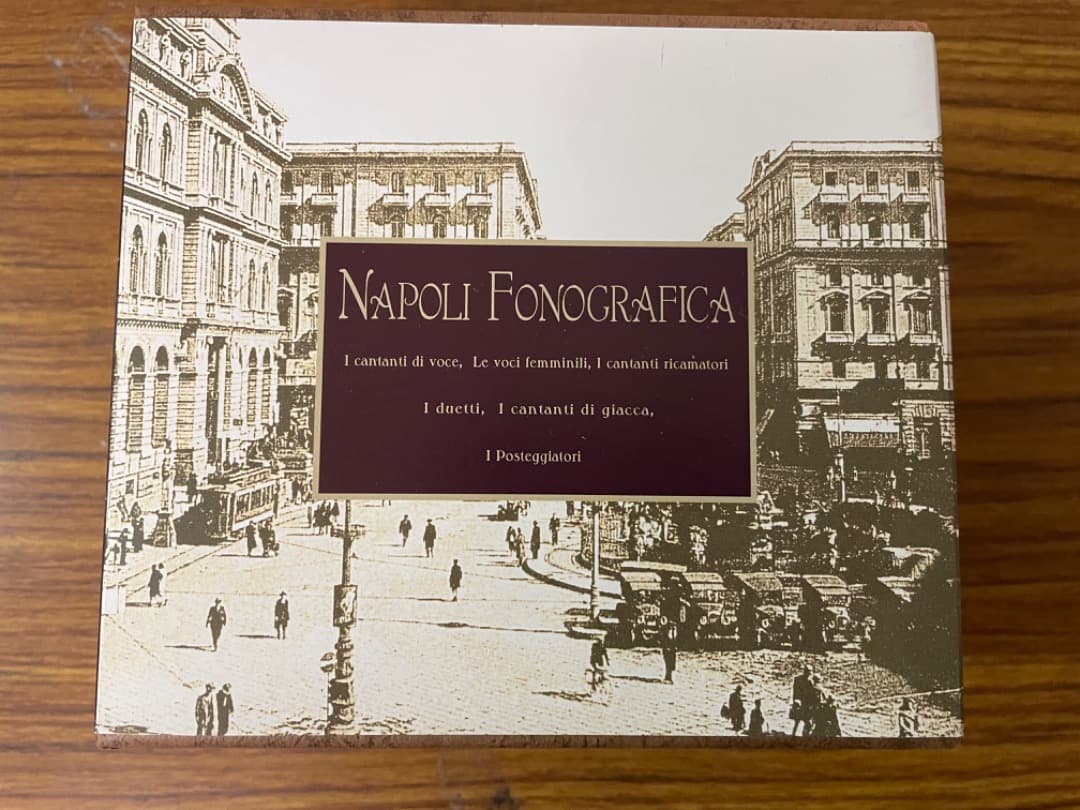 NAPOLI FONOGRAFICA
I cantanti di voce, Le voci femminili, I cantanti ricamatori
I duetti, I cantanti di giacca,
I Posteggiatori